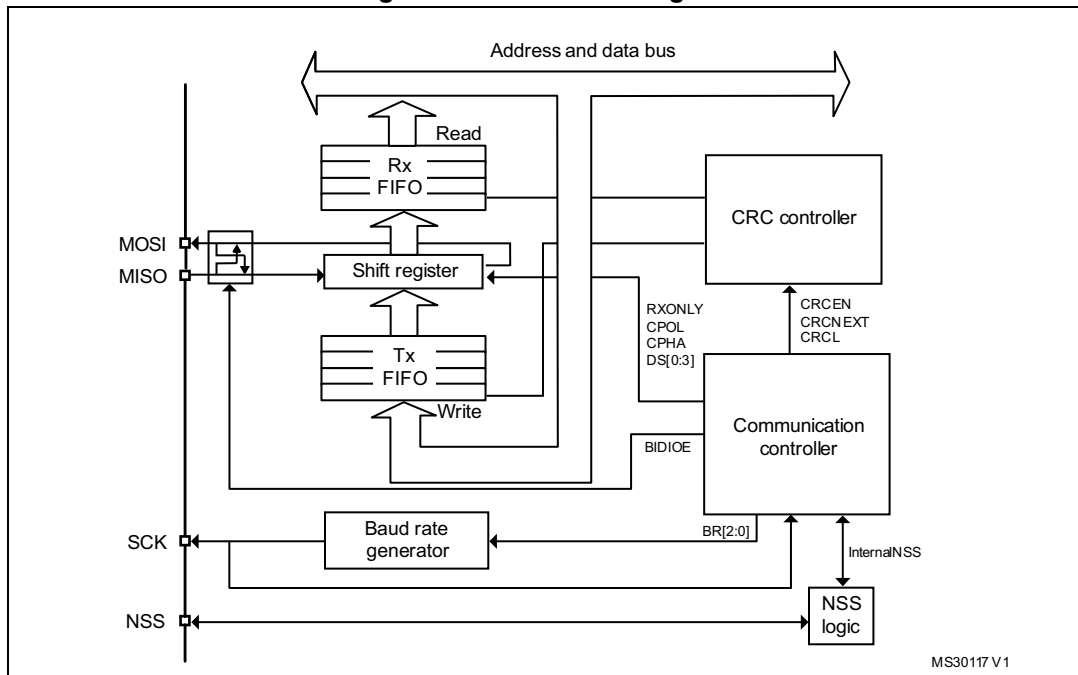 Address and data bus
Read
Rx
FIFO
CRC controller
MOSI
MISO
Shift register
CRCEN
CRCNEXT
CRCL
RXONLY
CPOL
CPHA
DS[0:3]
Tx
FIFO
Write
Communication
controller
BIDIOE
SCK
Baud rate
generator
BR[2:0]
InternalNSS
NSS
NSS
logic
MS30117 V1